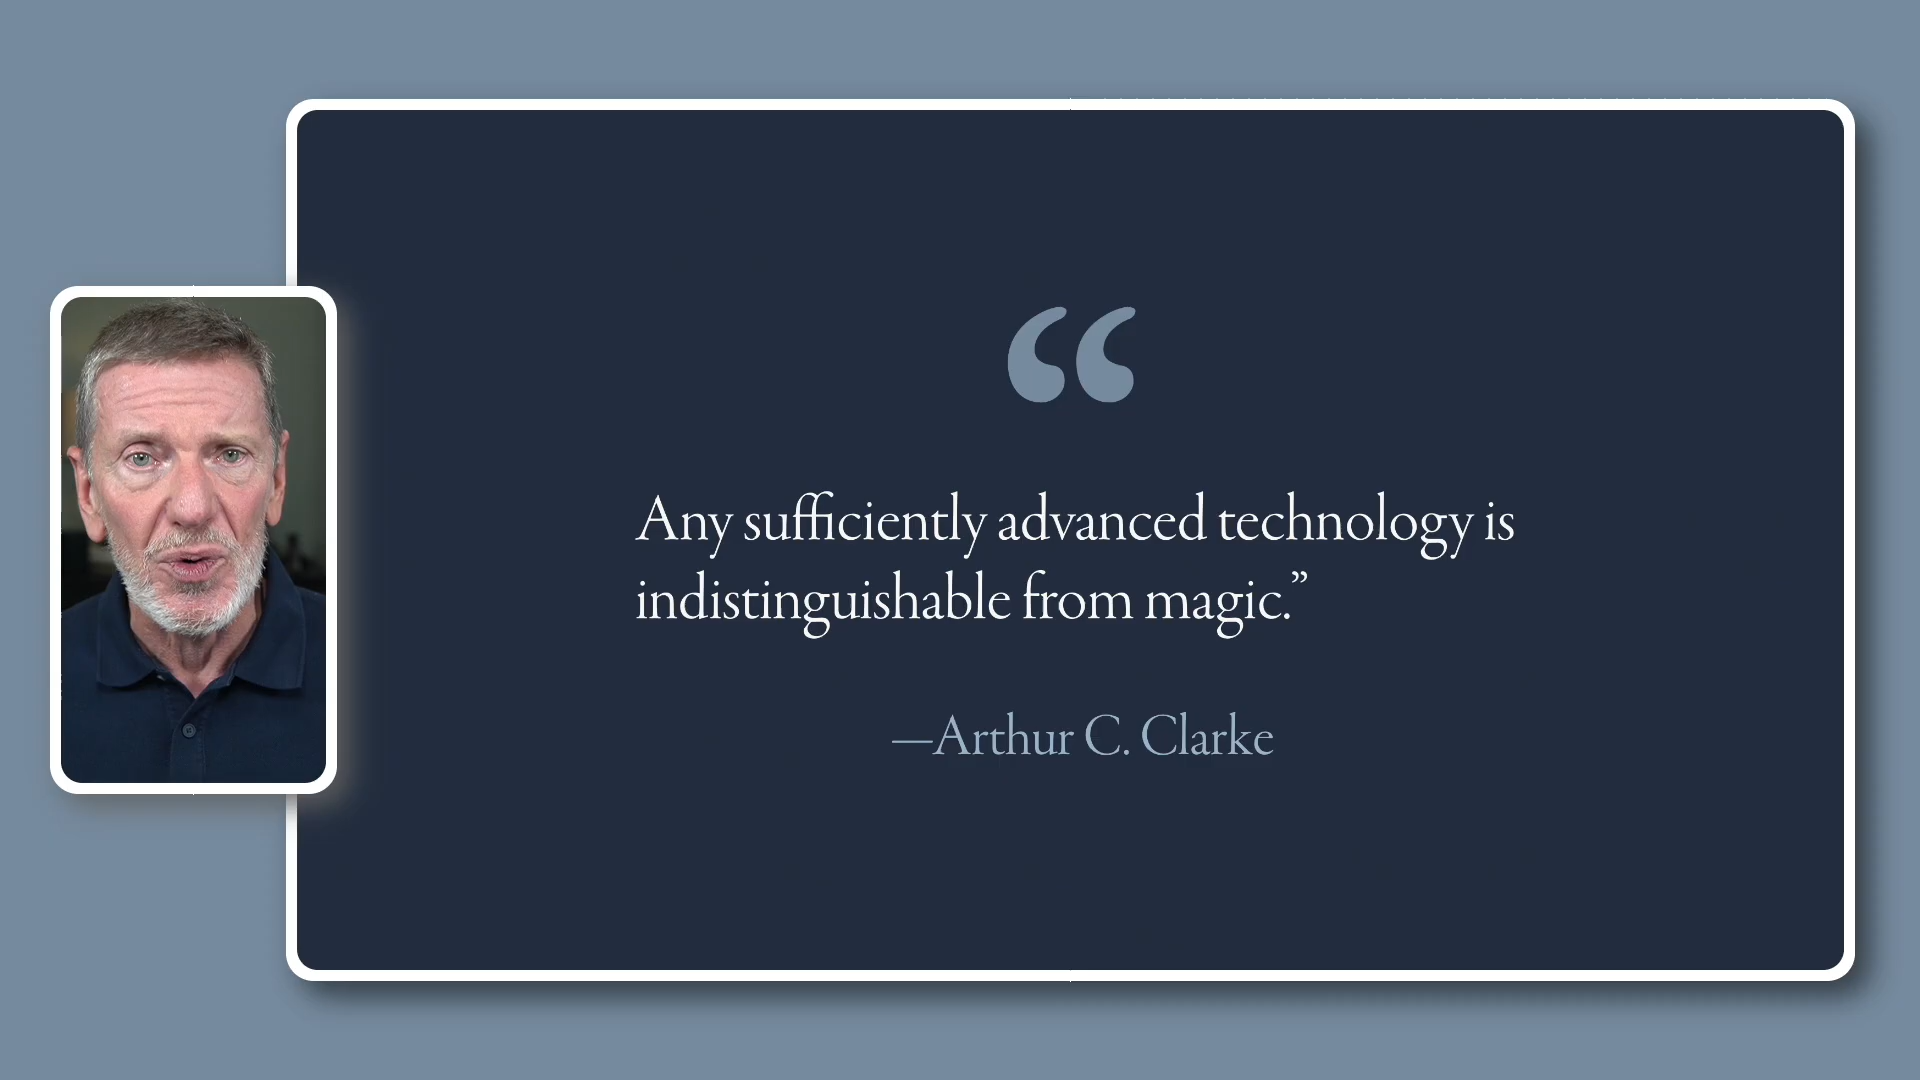 “
Any sufficiently advanced technology is
indistinguishable from magic.”
—Arthur C. Clarke